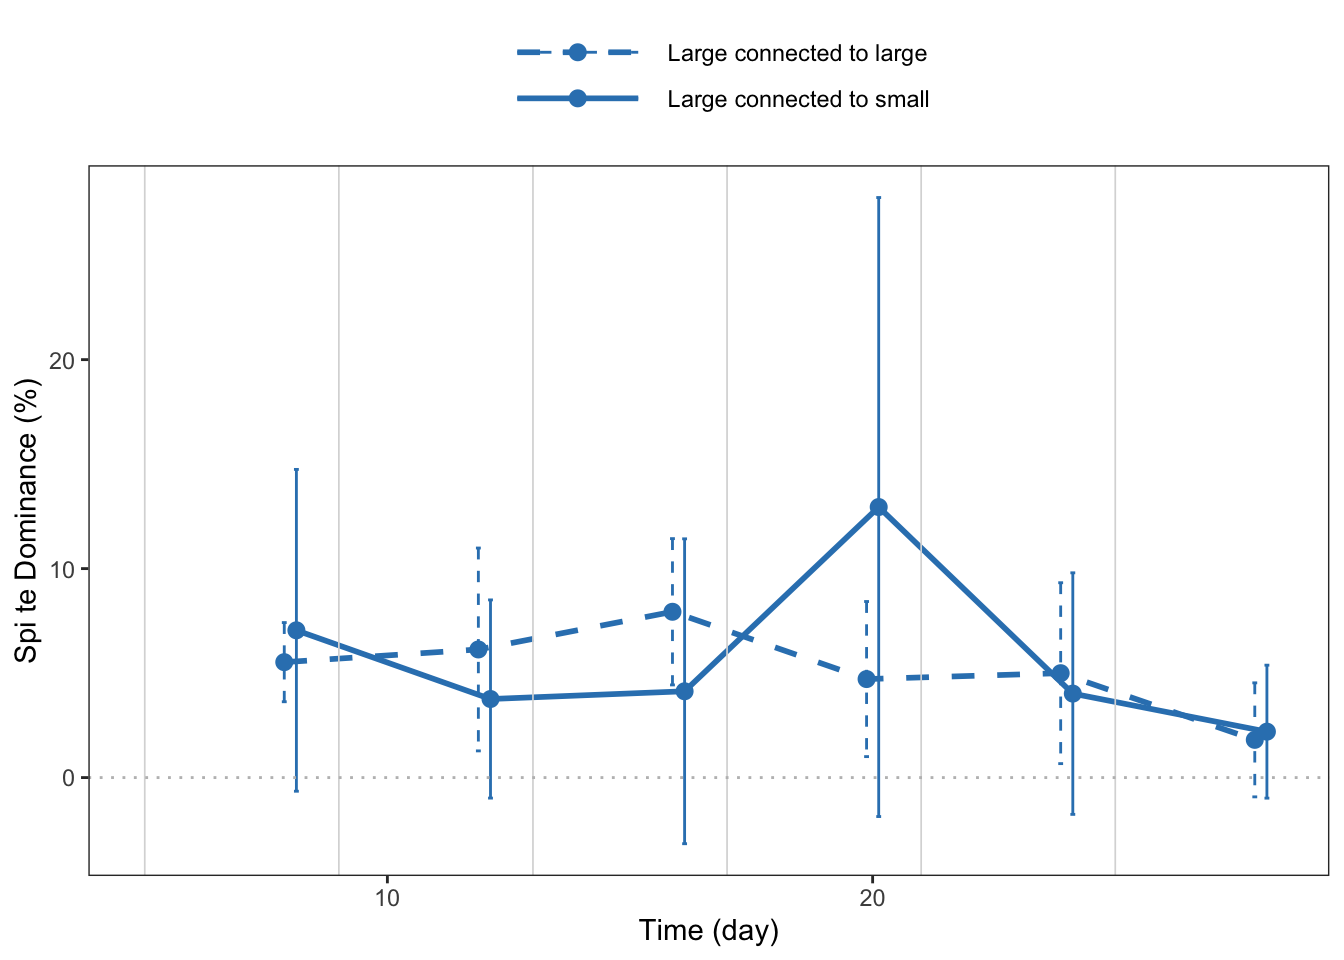 Large connected to large
Large connected to small
Spi te Dominance (%)
20
10
0
10
20
Time (day)